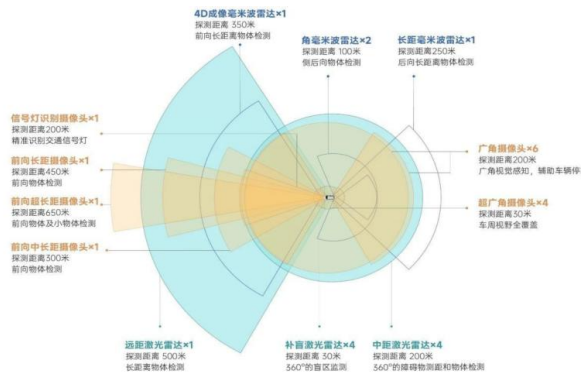 4D成像毫米波雷达×1
探测距离 350米
前向长距离物体检测
角毫米波雷达×2
探测距离 100米
侧后向物体检测
长距毫米波雷达×1
探测距离250米
后向长距离物体检测
信号灯识别摄像头×1
探测距离200米
精准识别交通信号灯
前向长距摄像头×1
探测距离450米
前向物体检测
前向超长距摄像头×1
探测距离650米
前向物体及小物体检测
前向中长距摄像头×1
探测距离300米
前向物体检测
广角摄像头×6
探测距离200米
广角视觉感知，辅助车辆停
超广角摄像头×4
探测距离30米
车周视野全覆盖
远距激光雷达×1
探测距离 500米
长距离物体检测
补盲激光雷达×4
探测距离 30米
360°的盲区监测
中距激光雷达×4
探测距离 200米
360°的障碍物测距和物体检测